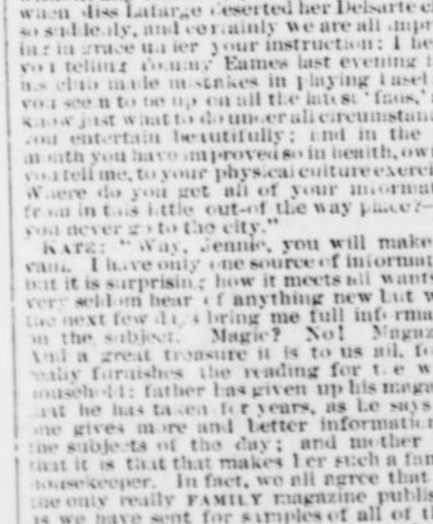 when Miss Lafarge deserted her Delsarte c
so suddenly, and certainly we are all impr
ing in grace under your instruction; I he
you telling Tommy Eames last evening
his club made mistakes in playing Basel
you seem to be up on all the latest 'fads,'
know just what to do under all circumstan
you entertain beautifully; and in the
month you have improved so in health, ow
you tell me, to your physical culture exerci
Where do you get all of your informat
from in this little out-of the way place?—
you never go to the city."
KATE: "Why, Jennie, you will make
vain. I have only one source of informat
but it is surprising how it meets all wants
very seldom hear of anything new but w
the next few days bring me full informa
on the subject. Magic? No! Magaz
And a great treasure it is to us all, fo
really furnishes the reading for the w
household: father has given up his maga
that he has taken for years, as he says
one gives more and better informatio
the subjects of the day; and mother
that it is that that makes her such a fam
housekeeper. In fact, we all agree that
the only really FAMILY magazine publis
as we have sent for samples of all of t